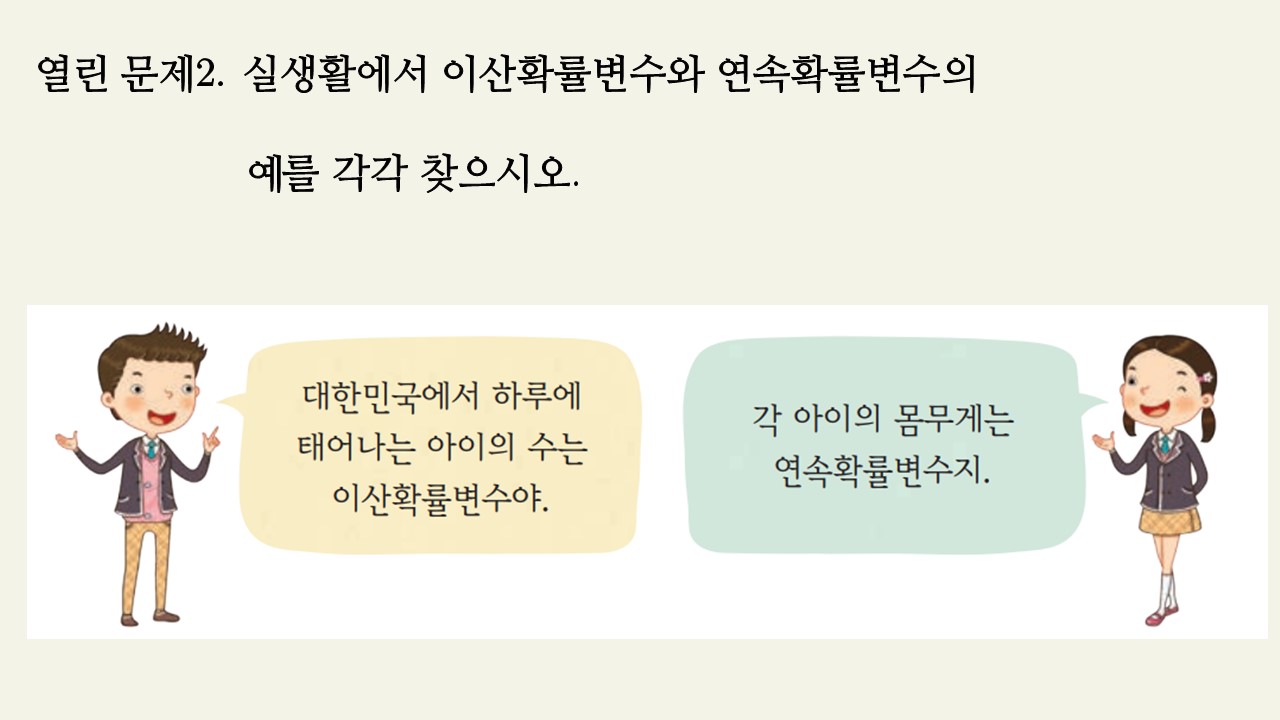 열린 문제2. 실생활에서 이산확률변수와 연속확률변수의
예를 각각 찾으시오.
대한민국에서 하루에
태어나는 아이의 수는
이산확률변수야.
각 아이의 몸무게는
연속확률변수지.